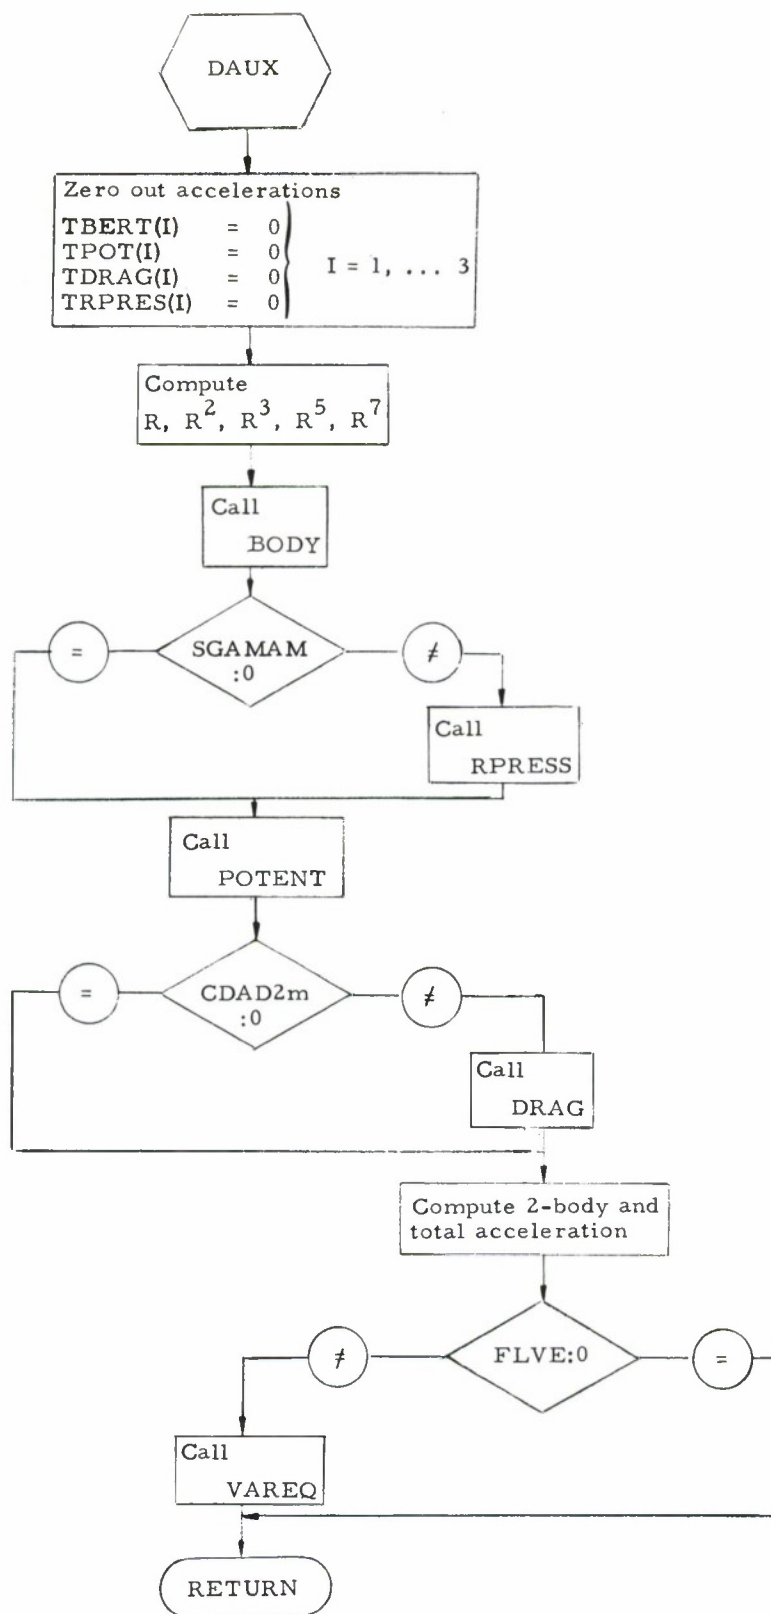 DAUX
Zero out accelerations
TBERT(I) = 0
TPOT(I) = 0
TDRAG(I) = 0
TRPRES(I) = 0
I = 1, ... 3
Compute
R, R², R³, R⁵, R⁷
Call
BODY
=
SGAMAM
:0
≠
Call
RPRESS
Call
POTENT
=
CDAD2m
:0
≠
Call
DRAG
Compute 2-body and
total acceleration
≠
FLVE:0
=
Call
VAREQ
RETURN